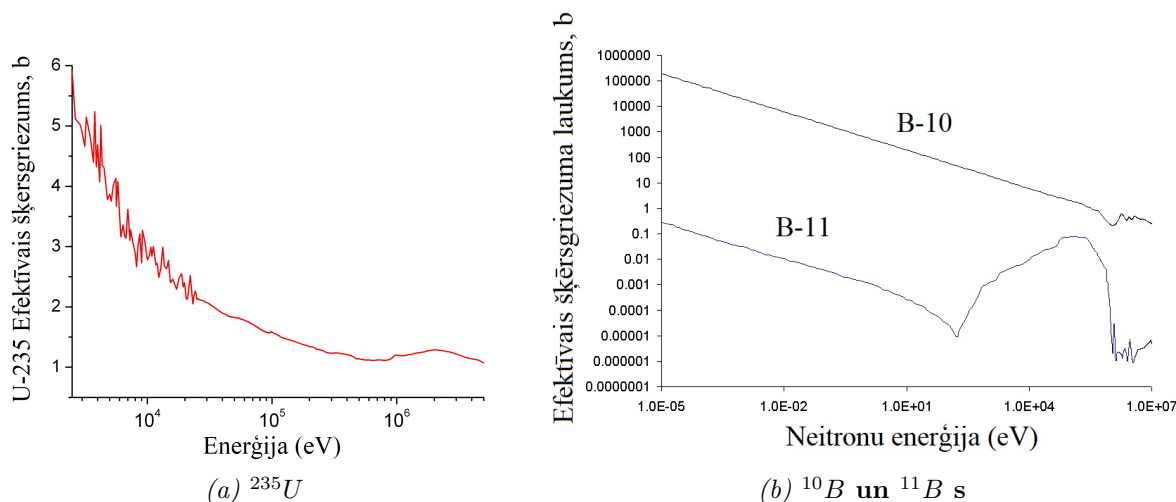 U-235 Efektīvais šķersgriezums, b
6
5
4
3
2
1
10⁴
10⁵
10⁶
Enerģija (eV)
(a) ²³⁵U
Efektīvais šķērsgriezuma laukums, b
1000000
100000
10000
1000
100
10
1
0.1
0.01
0.001
0.0001
0.00001
0.000001
0.0000001
B-10
B-11
1.0E-05
1.0E-02
1.0E+01
1.0E+04
1.0E+07
Neitronu enerģija (eV)
(b) ¹⁰B un ¹¹B s